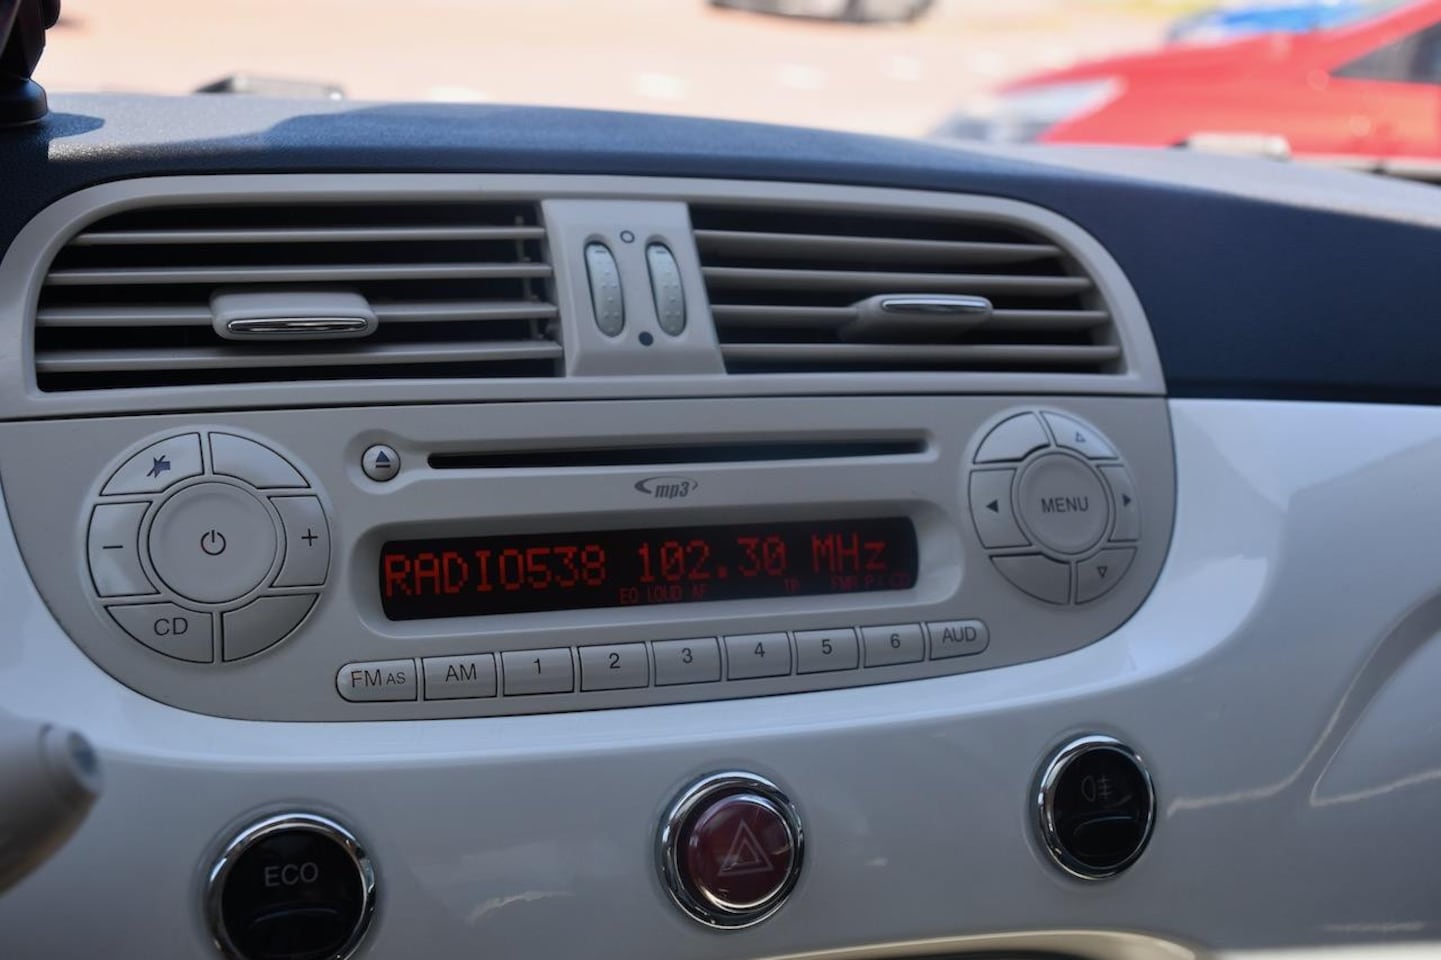 mp3
RADIO538 102.30 MHz
EQ LOUD AF TP
MENU
CD
FM AS AM 1 2 3 4 5 6 AUD
ECO